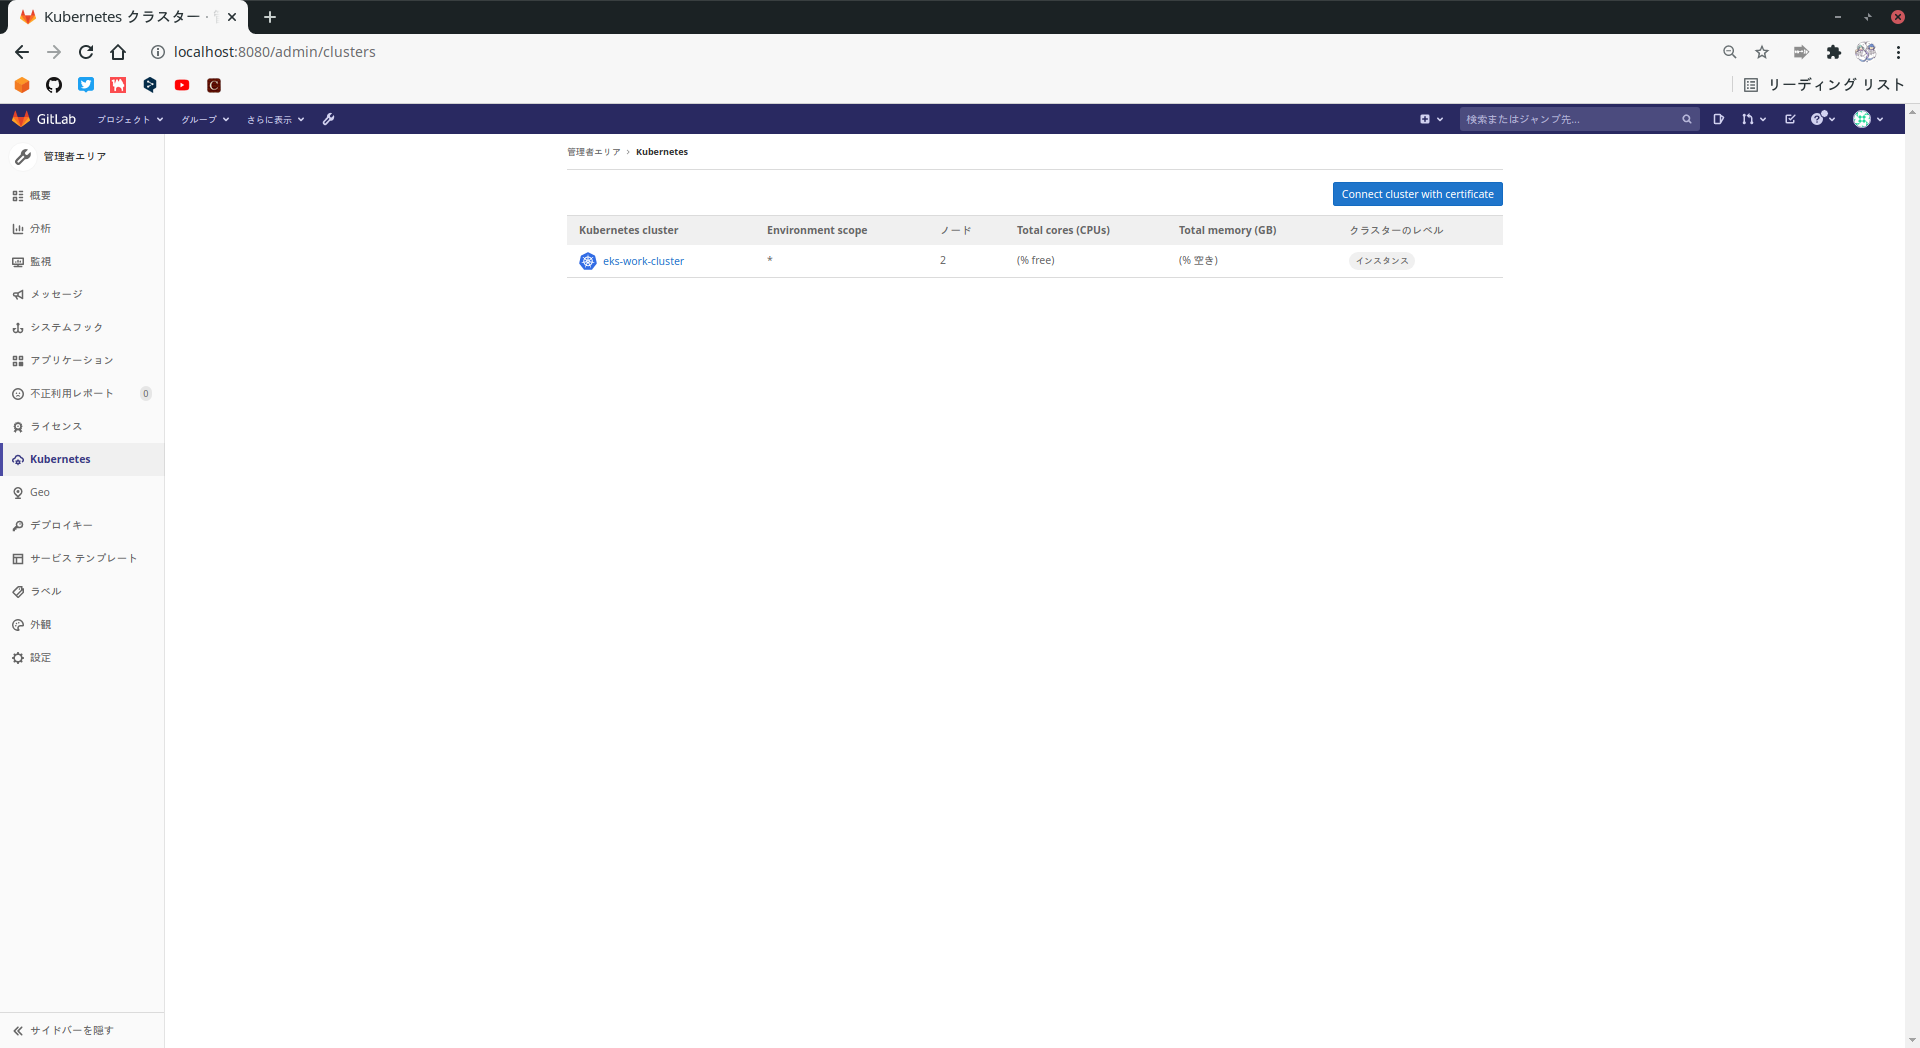 Kubernetes クラスター ·
localhost:8080/admin/clusters
リーディング リスト
GitLab プロジェクト グループ さらに表示 検索またはジャンプ先...
管理者エリア
概要
分析
監視
メッセージ
システムフック
アプリケーション
不正利用レポート 0
ライセンス
Kubernetes
Geo
デプロイキー
サービス テンプレート
ラベル
外観
設定
サイドバーを隠す
管理者エリア › Kubernetes
Connect cluster with certificate
Kubernetes cluster Environment scope ノード Total cores (CPUs) Total memory (GB) クラスターのレベル
eks-work-cluster * 2 (% free) (% 空き) インスタンス